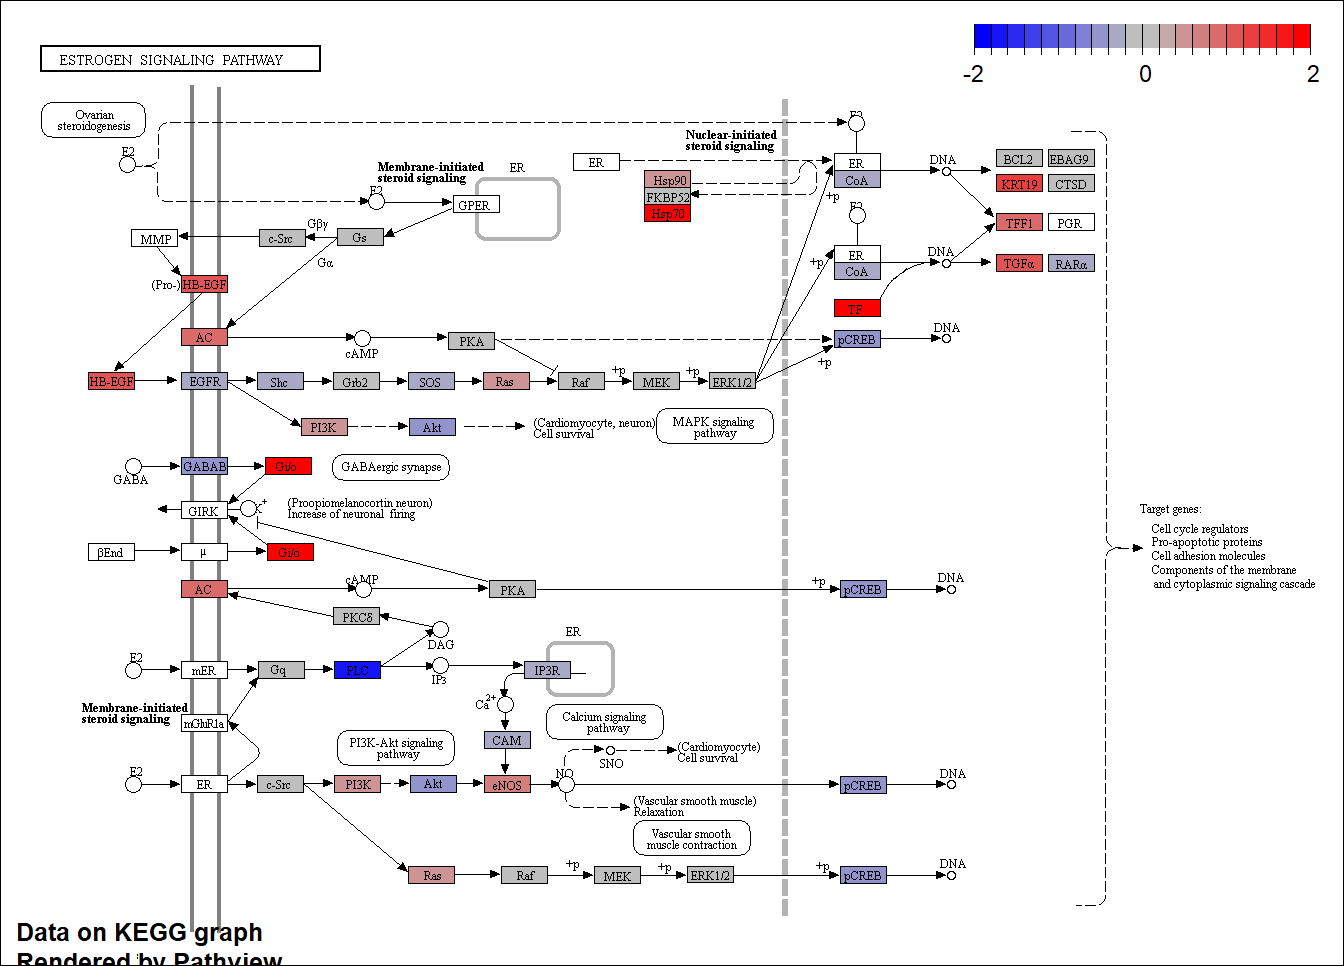 ESTROGEN SIGNALING PATHWAY
-2
0
2
Ovarian
steroidogenesis
E2
E2
Membrane-initiated
steroid signaling
ER
GPER
Nuclear-initiated
steroid signaling
ER
Hsp90
FKBP52
Hsp70
E2
ER
CoA
+p
DNA
BCL2
EBAG9
KRT19
CTSD
TFF1
PGR
E2
ER
CoA
+p
DNA
TGFα
RARα
TF
MMP
c-Src
Gβγ
Gs
Gα
(Pro-)
HB-EGF
AC
cAMP
PKA
pCREB
DNA
+p
HB-EGF
EGFR
Shc
Grb2
SOS
Ras
Raf
+p
MEK
+p
ERK1/2
PI3K
Akt
(Cardiomyocyte, neuron)
Cell survival
MAPK signaling
pathway
GABA
GABAB
Gi/o
GABAergic synapse
GIRK
K+
(Proopiomelanocortin neuron)
Increase of neuronal firing
βEnd
μ
Gi/o
AC
cAMP
PKA
+p
pCREB
DNA
PKCδ
DAG
E2
mER
Gq
PLC
IP3
ER
IP3R
Ca2+
Membrane-initiated
steroid signaling
mGluR1a
CAM
Calcium signaling
pathway
PI3K-Akt signaling
pathway
SNO
(Cardiomyocyte)
Cell survival
E2
ER
c-Src
PI3K
Akt
eNOS
NO
pCREB
DNA
(Vascular smooth muscle)
Relaxation
Vascular smooth
muscle contraction
Ras
Raf
+p
MEK
+p
ERK1/2
+p
pCREB
DNA
Target genes:
Cell cycle regulators
Pro-apoptotic proteins
Cell adhesion molecules
Components of the membrane
and cytoplasmic signaling cascade
Data on KEGG graph
Rendered by Pathview